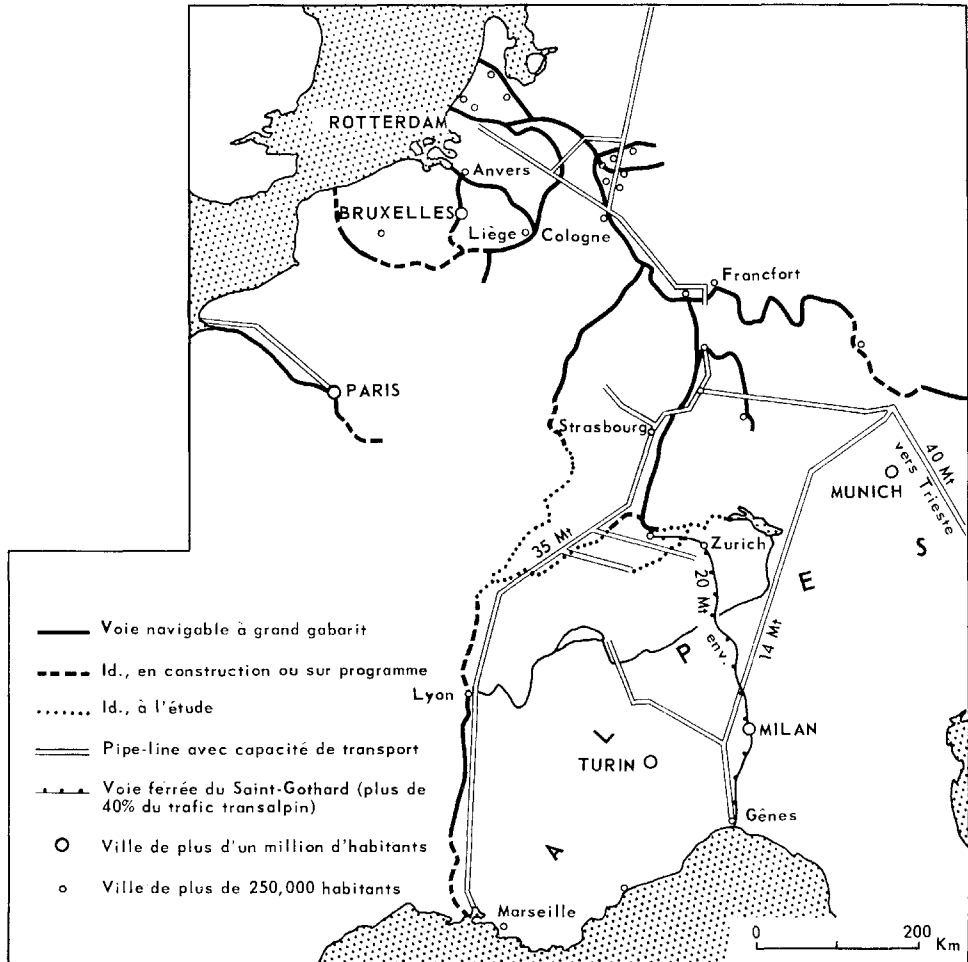 ROTTERDAM
Anvers
BRUXELLES
Liège
Cologne
Francfort
PARIS
Strasbourg
MUNICH
40 Mt
vers Trieste
35 Mt
Zurich
20 Mt
env.
14 Mt
A L P E S
Lyon
MILAN
TURIN
Gênes
Marseille
Voie navigable à grand gabarit
Id., en construction ou sur programme
Id., à l'étude
Pipe-line avec capacité de transport
Voie ferrée du Saint-Gothard (plus de
40% du trafic transalpin)
Ville de plus d'un million d'habitants
Ville de plus de 250,000 habitants
0 200 Km